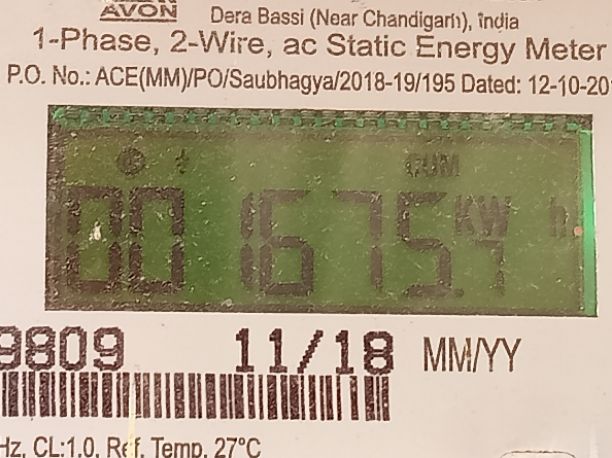 AVON
Dera Bassi (Near Chandigarh), India
1-Phase, 2-Wire, ac Static Energy Meter
P.O. No.: ACE(MM)/PO/Saubhagya/2018-19/195 Dated: 12-10-20
CUM
001675.7 KWh
9809 11/18 MM/YY
Hz, CL:1.0, Ref. Temp. 27°C